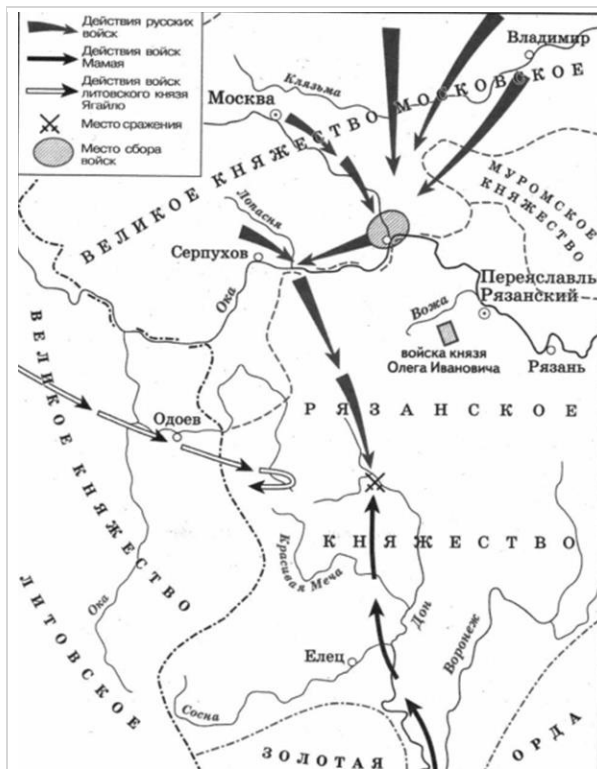 Действия русских
войск
Действия войск
Мамая
Действия войск
литовского князя
Ягайло
Место сражения
Место сбора
войск
Владимир
Клязьма
Москва
ВЕЛИКОЕ КНЯЖЕСТВО МОСКОВСКОЕ
МУРОМСКОЕ
КНЯЖЕСТВО
Лопасня
Серпухов
Ока
Переяславль
Рязанский
Вожа
войска князя
Олега Ивановича
Рязань
ВЕЛИКОЕ КНЯЖЕСТВО
ЛИТОВСКОЕ
Одоев
РЯЗАНСКОЕ
КНЯЖЕСТВО
Красивая Меча
Ока
Дон
Воронеж
Елец
Сосна
ЗОЛОТАЯ
ОРДА